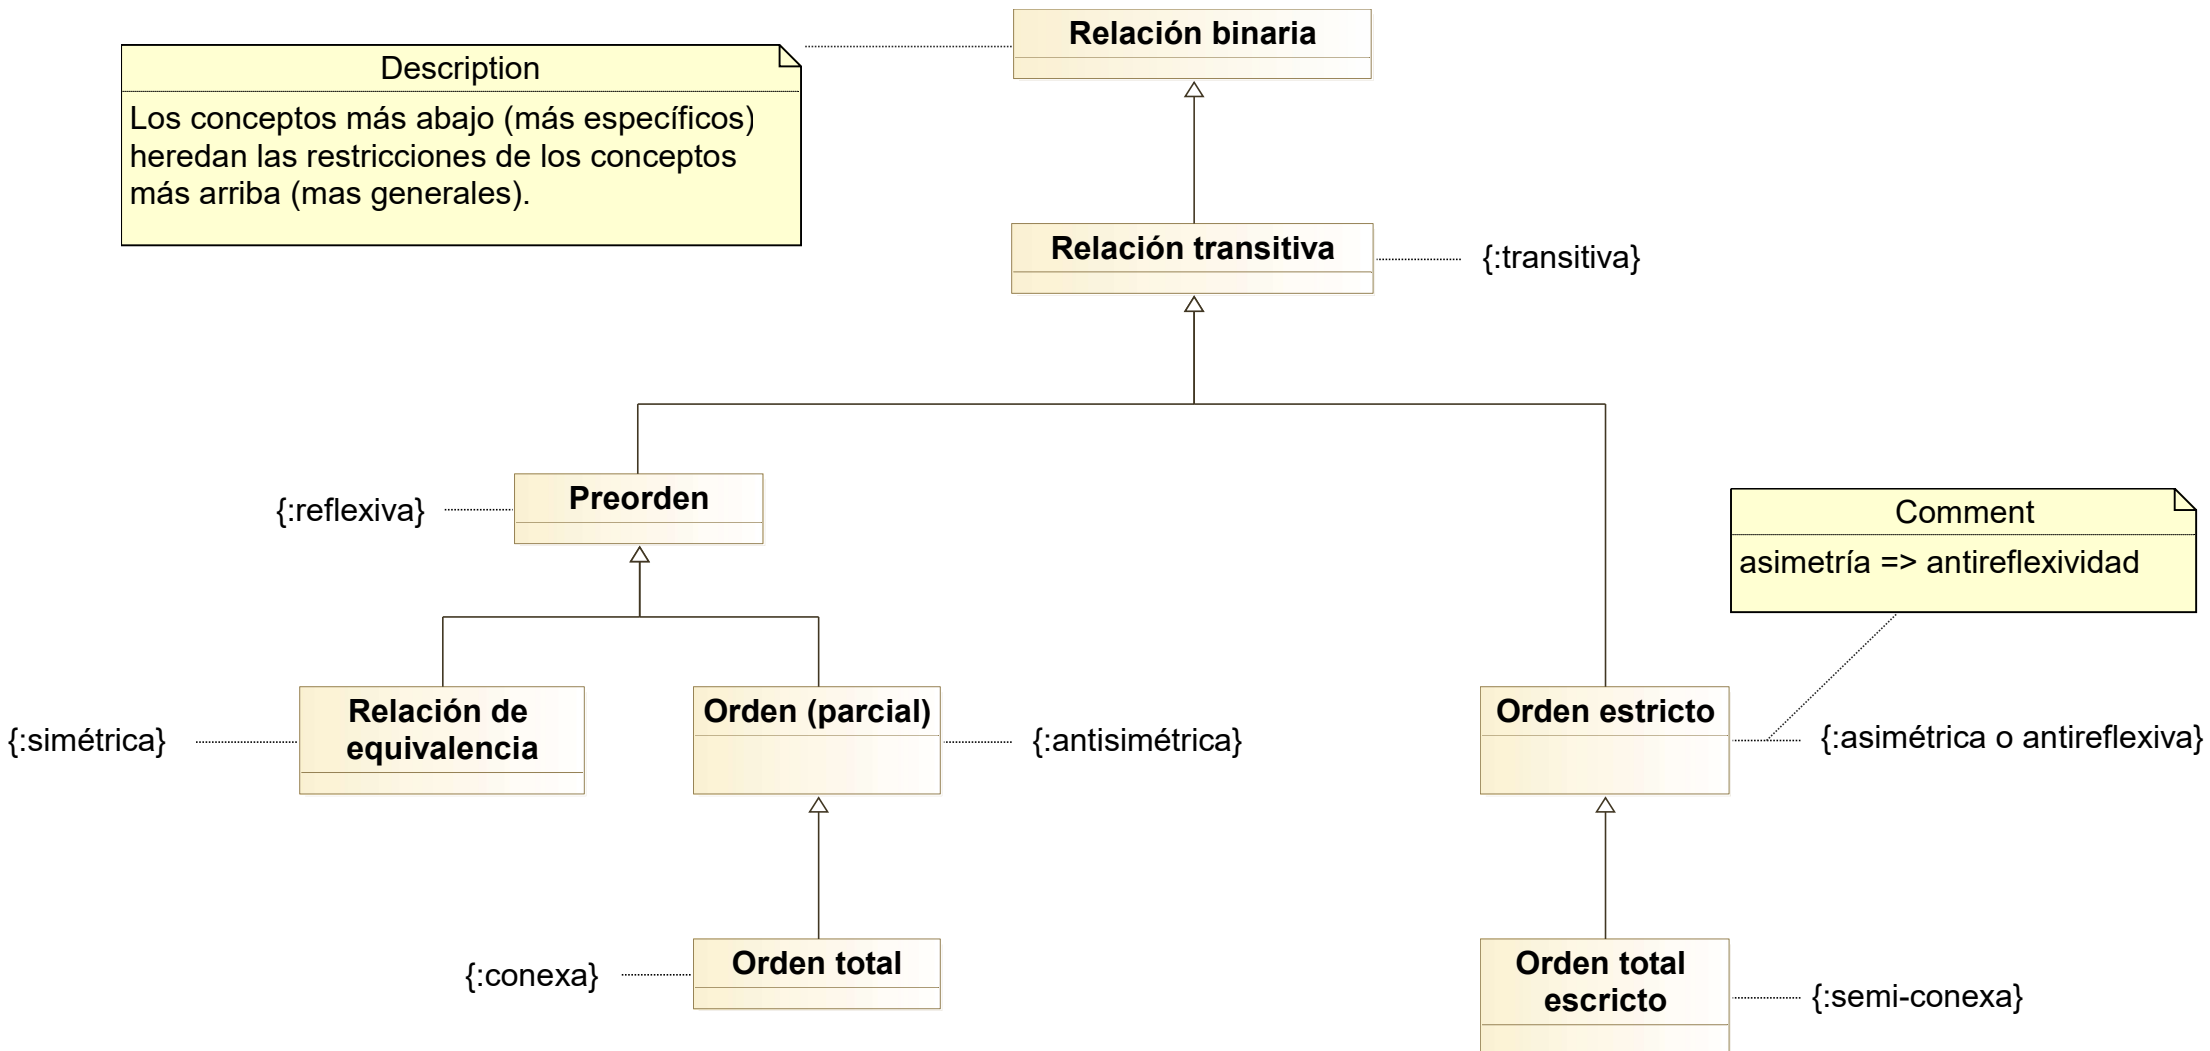 Relación binaria
Description
Los conceptos más abajo (más específicos)
heredan las restricciones de los conceptos
más arriba (mas generales).
Relación transitiva
{:transitiva}
{:reflexiva}
Preorden
Comment
asimetría => antireflexividad
{:simétrica}
Relación de
equivalencia
Orden (parcial)
{:antisimétrica}
Orden estricto
{:asimétrica o antireflexiva}
{:conexa}
Orden total
Orden total
escricto
{:semi-conexa}